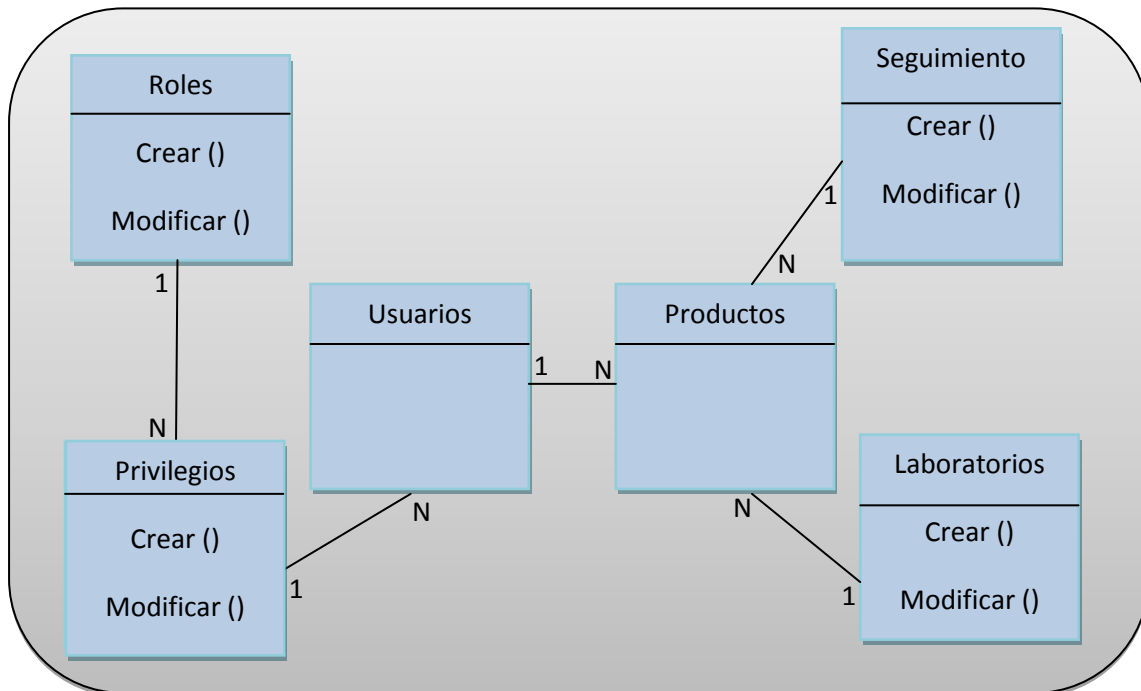 Roles
Crear ()
Modificar ()
1
N
Privilegios
Crear ()
Modificar ()
1
N
Usuarios
1
N
Productos
N
1
Seguimiento
Crear ()
Modificar ()
N
1
Laboratorios
Crear ()
Modificar ()